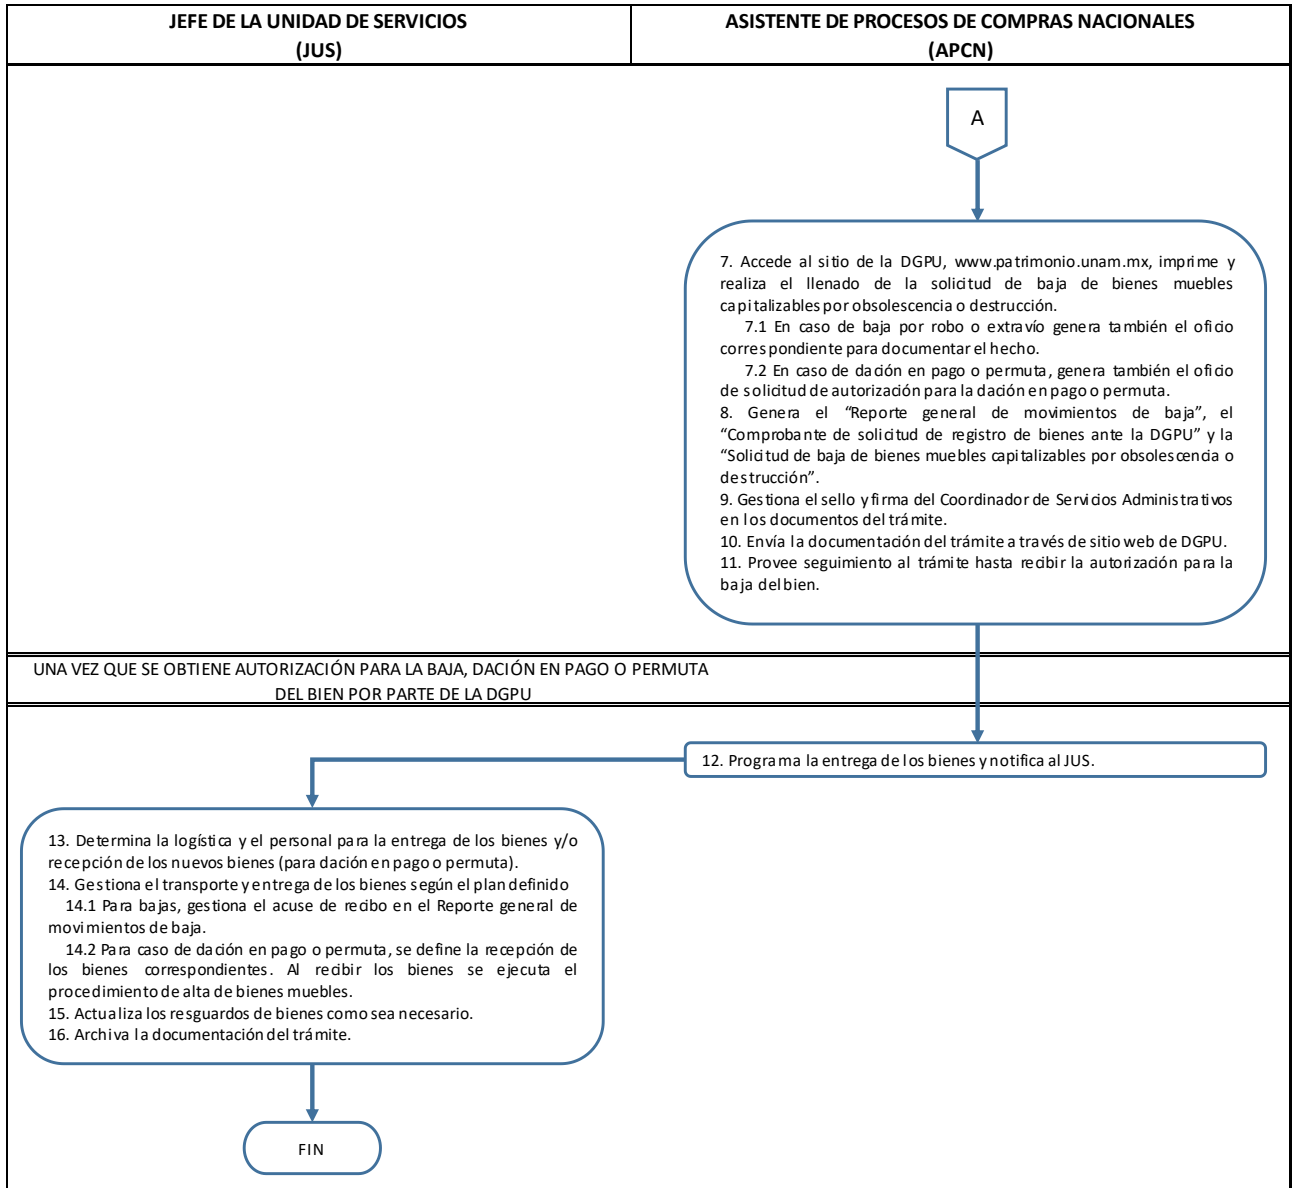 JEFE DE LA UNIDAD DE SERVICIOS
(JUS)
ASISTENTE DE PROCESOS DE COMPRAS NACIONALES
(APCN)
A
7. Accede al sitio de la DGPU, www.patrimonio.unam.mx, imprime y
realiza el llenado de la solicitud de baja de bienes muebles
capitalizables por obsolescencia o destrucción.
7.1 En caso de baja por robo o extravío genera también el oficio
correspondiente para documentar el hecho.
7.2 En caso de dación en pago o permuta, genera también el oficio
de solicitud de autorización para la dación en pago o permuta.
8. Genera el “Reporte general de movimientos de baja”, el
“Comprobante de solicitud de registro de bienes ante la DGPU” y la
“Solicitud de baja de bienes muebles capitalizables por obsolescencia o
destrucción”.
9. Gestiona el sello y firma del Coordinador de Servicios Administrativos
en los documentos del trámite.
10. Envía la documentación del trámite a través de sitio web de DGPU.
11. Provee seguimiento al trámite hasta recibir la autorización para la
baja del bien.
UNA VEZ QUE SE OBTIENE AUTORIZACIÓN PARA LA BAJA, DACIÓN EN PAGO O PERMUTA
DEL BIEN POR PARTE DE LA DGPU
12. Programa la entrega de los bienes y notifica al JUS.
13. Determina la logística y el personal para la entrega de los bienes y/o
recepción de los nuevos bienes (para dación en pago o permuta).
14. Gestiona el transporte y entrega de los bienes según el plan definido
14.1 Para bajas, gestiona el acuse de recibo en el Reporte general de
movimientos de baja.
14.2 Para caso de dación en pago o permuta, se define la recepción de
los bienes correspondientes. Al recibir los bienes se ejecuta el
procedimiento de alta de bienes muebles.
15. Actualiza los resguardos de bienes como sea necesario.
16. Archiva la documentación del trámite.
FIN